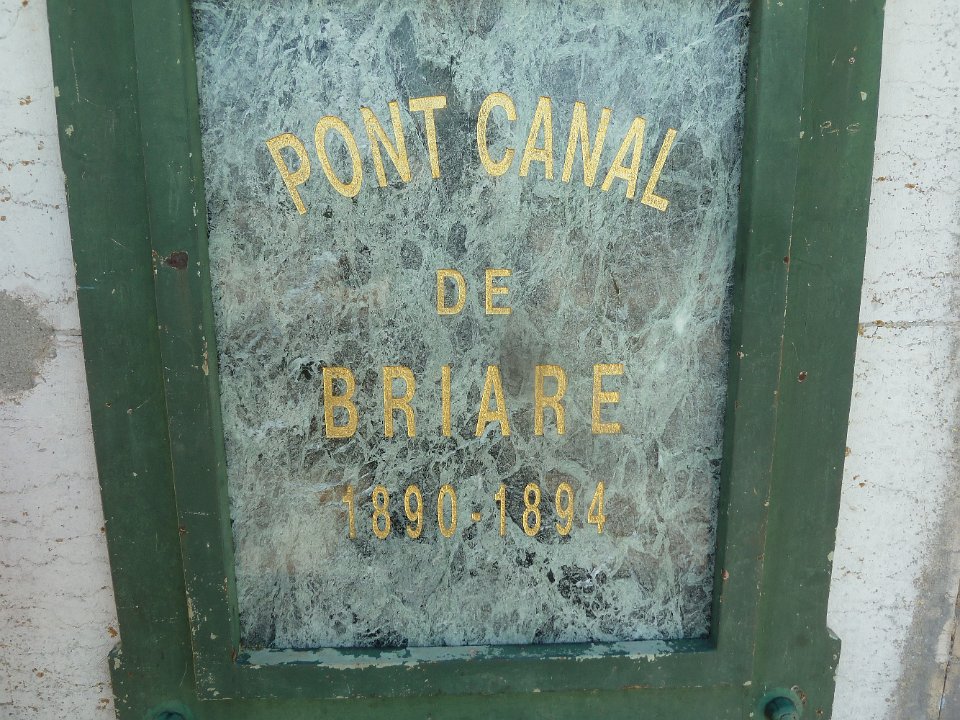 PONT CANAL
DE
BRIARE
1890-1894